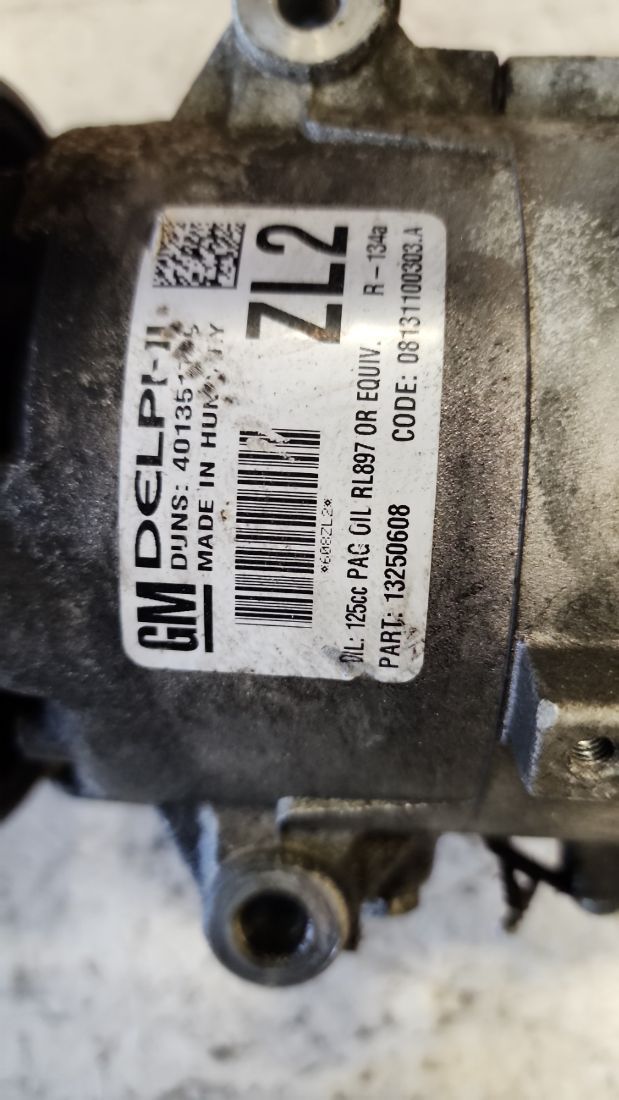 GM DELPHI
DUNS:
MADE IN HUNGARY
ZL2
*608ZL2*
OIL: 125cc PAG OIL RL897 OR EQUIV. R-134a
PART: 13250608 CODE: 08131100303.A